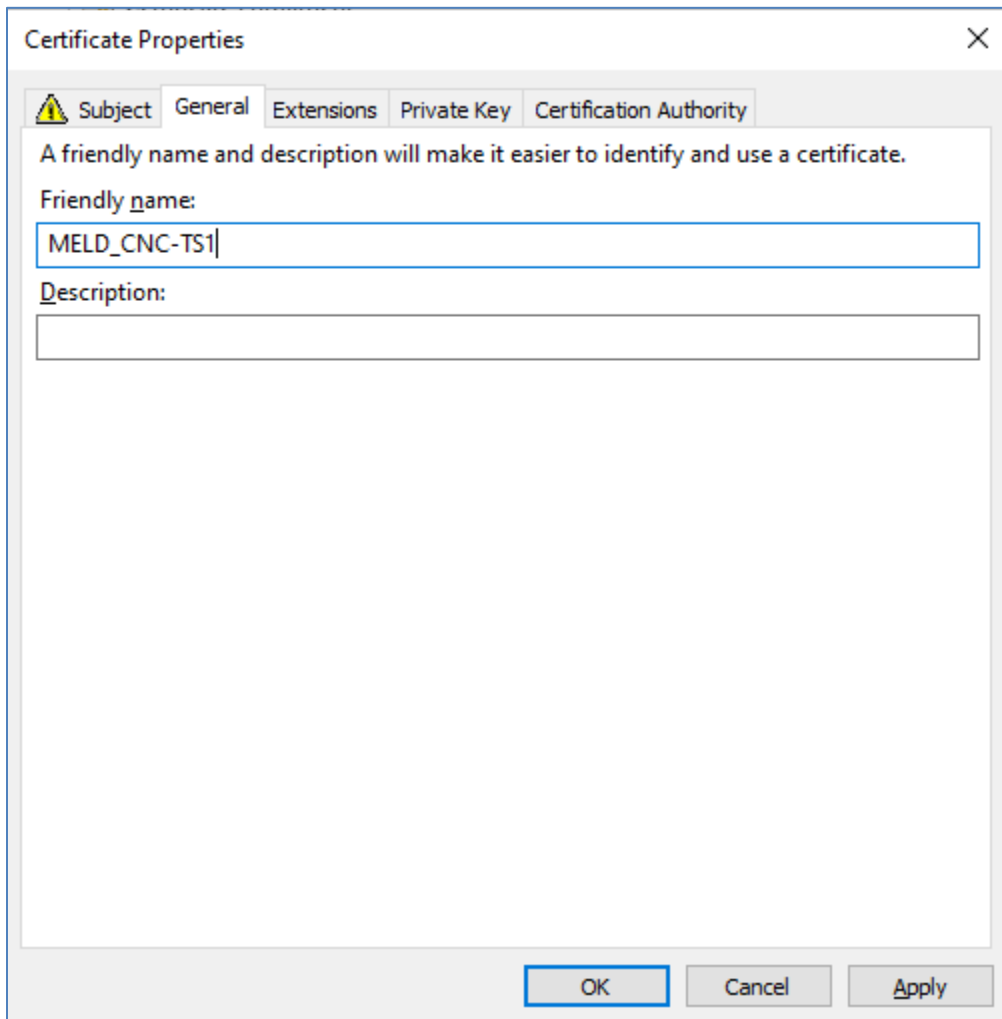 Certificate Properties
Subject General Extensions Private Key Certification Authority
A friendly name and description will make it easier to identify and use a certificate.
Friendly name:
MELD_CNC-TS1
Description:
OK Cancel Apply